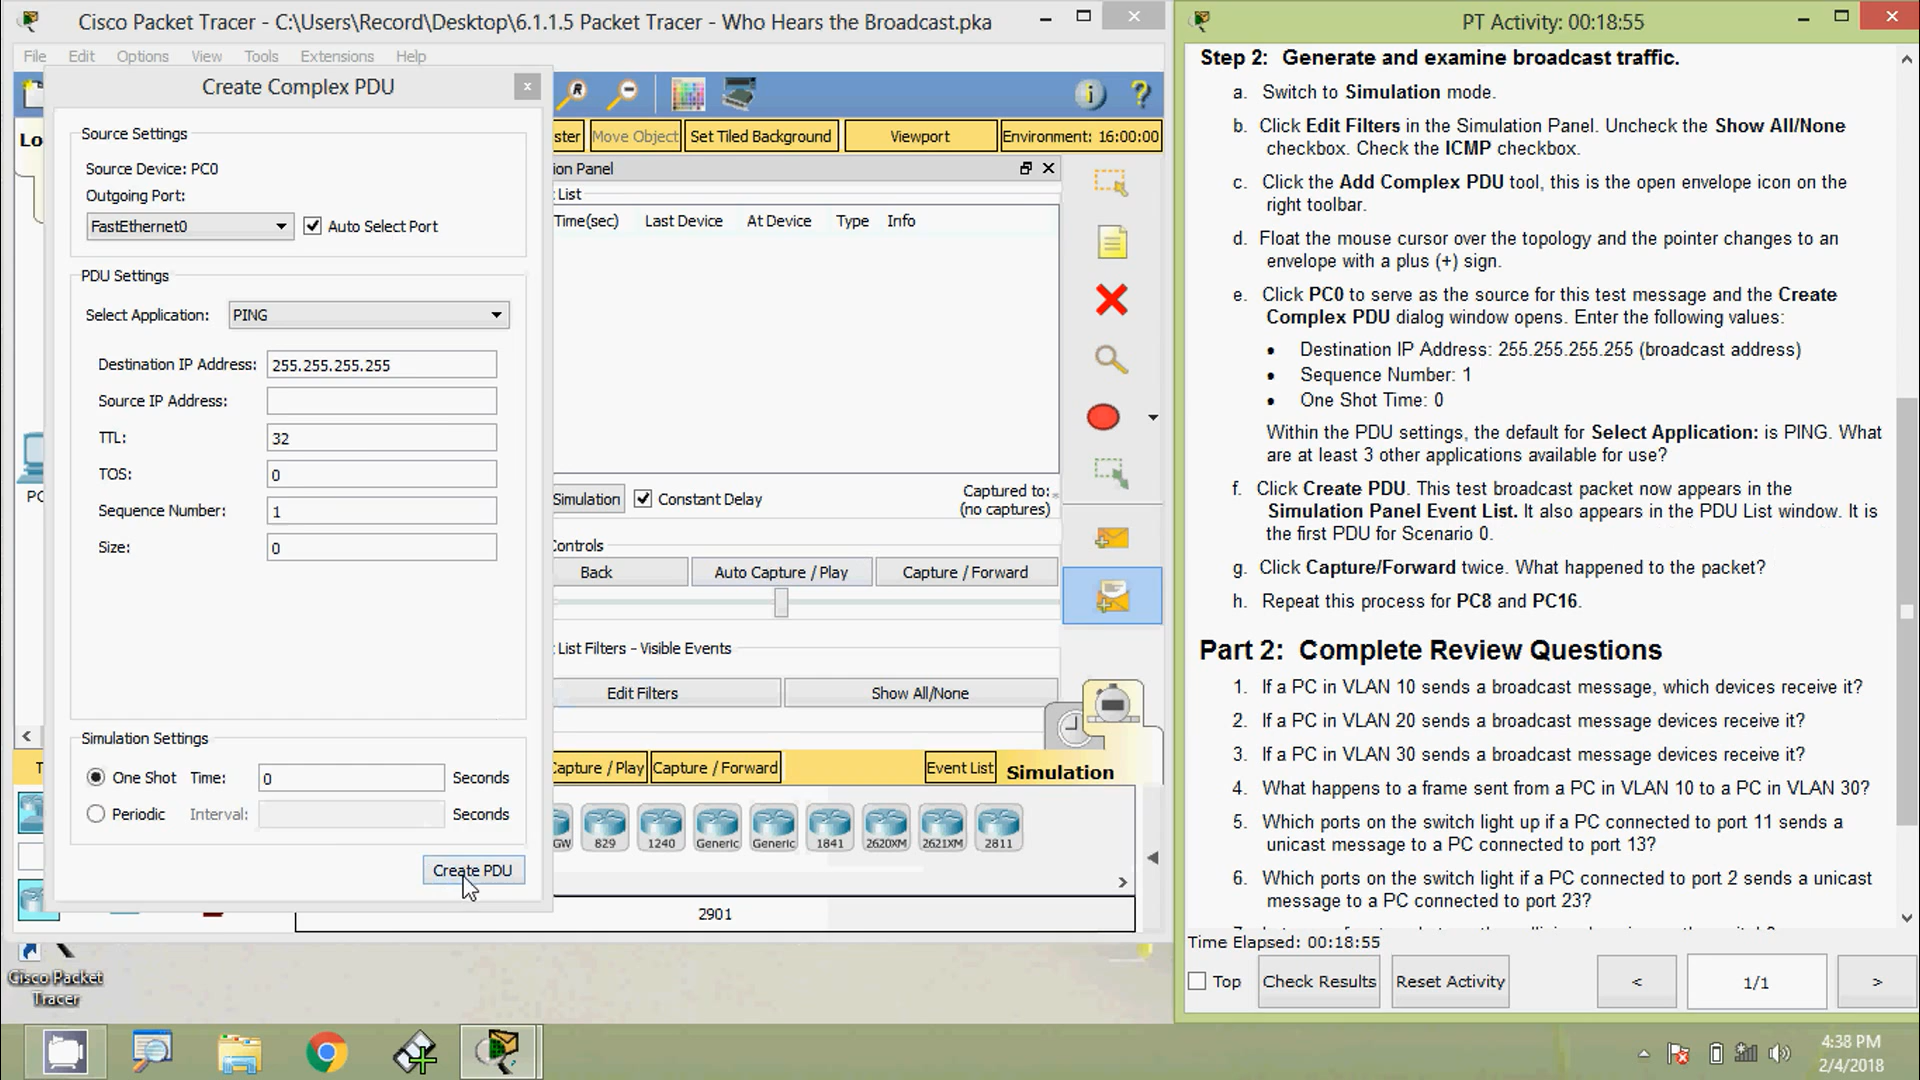 Cisco Packet Tracer - C:\Users\Record\Desktop\6.1.1.5 Packet Tracer - Who Hears the Broadcast.pka
File Edit Options View Tools Extensions Help
Create Complex PDU
Source Settings
Source Device: PC0
Outgoing Port:
FastEthernet0
Auto Select Port
PDU Settings
Select Application: PING
Destination IP Address: 255.255.255.255
Source IP Address:
TTL: 32
TOS: 0
Sequence Number: 1
Size: 0
Simulation Settings
One Shot Time: 0 Seconds
Periodic Interval: Seconds
Create PDU
Lo
PC
T
ster
Move Object
Set Tiled Background
Viewport
Environment: 16:00:00
ion Panel
List
Time(sec) Last Device At Device Type Info
Simulation
Constant Delay
Captured to:
(no captures)
Controls
Back
Auto Capture / Play
Capture / Forward
List Filters - Visible Events
Edit Filters
Show All/None
Capture / Play
Capture / Forward
Event List
Simulation
GW 829 1240 Generic Generic 1841 2620XM 2621XM 2811
2901
Cisco Packet
Tracer
PT Activity: 00:18:55
Step 2: Generate and examine broadcast traffic.
a. Switch to Simulation mode.
b. Click Edit Filters in the Simulation Panel. Uncheck the Show All/None
checkbox. Check the ICMP checkbox.
c. Click the Add Complex PDU tool, this is the open envelope icon on the
right toolbar.
d. Float the mouse cursor over the topology and the pointer changes to an
envelope with a plus (+) sign.
e. Click PC0 to serve as the source for this test message and the Create
Complex PDU dialog window opens. Enter the following values:
• Destination IP Address: 255.255.255.255 (broadcast address)
• Sequence Number: 1
• One Shot Time: 0
Within the PDU settings, the default for Select Application: is PING. What
are at least 3 other applications available for use?
f. Click Create PDU. This test broadcast packet now appears in the
Simulation Panel Event List. It also appears in the PDU List window. It is
the first PDU for Scenario 0.
g. Click Capture/Forward twice. What happened to the packet?
h. Repeat this process for PC8 and PC16.
Part 2: Complete Review Questions
1. If a PC in VLAN 10 sends a broadcast message, which devices receive it?
2. If a PC in VLAN 20 sends a broadcast message devices receive it?
3. If a PC in VLAN 30 sends a broadcast message devices receive it?
4. What happens to a frame sent from a PC in VLAN 10 to a PC in VLAN 30?
5. Which ports on the switch light up if a PC connected to port 11 sends a
unicast message to a PC connected to port 13?
6. Which ports on the switch light if a PC connected to port 2 sends a unicast
message to a PC connected to port 23?
Time Elapsed: 00:18:55
Top
Check Results
Reset Activity
<
1/1
>
4:38 PM
2/4/2018